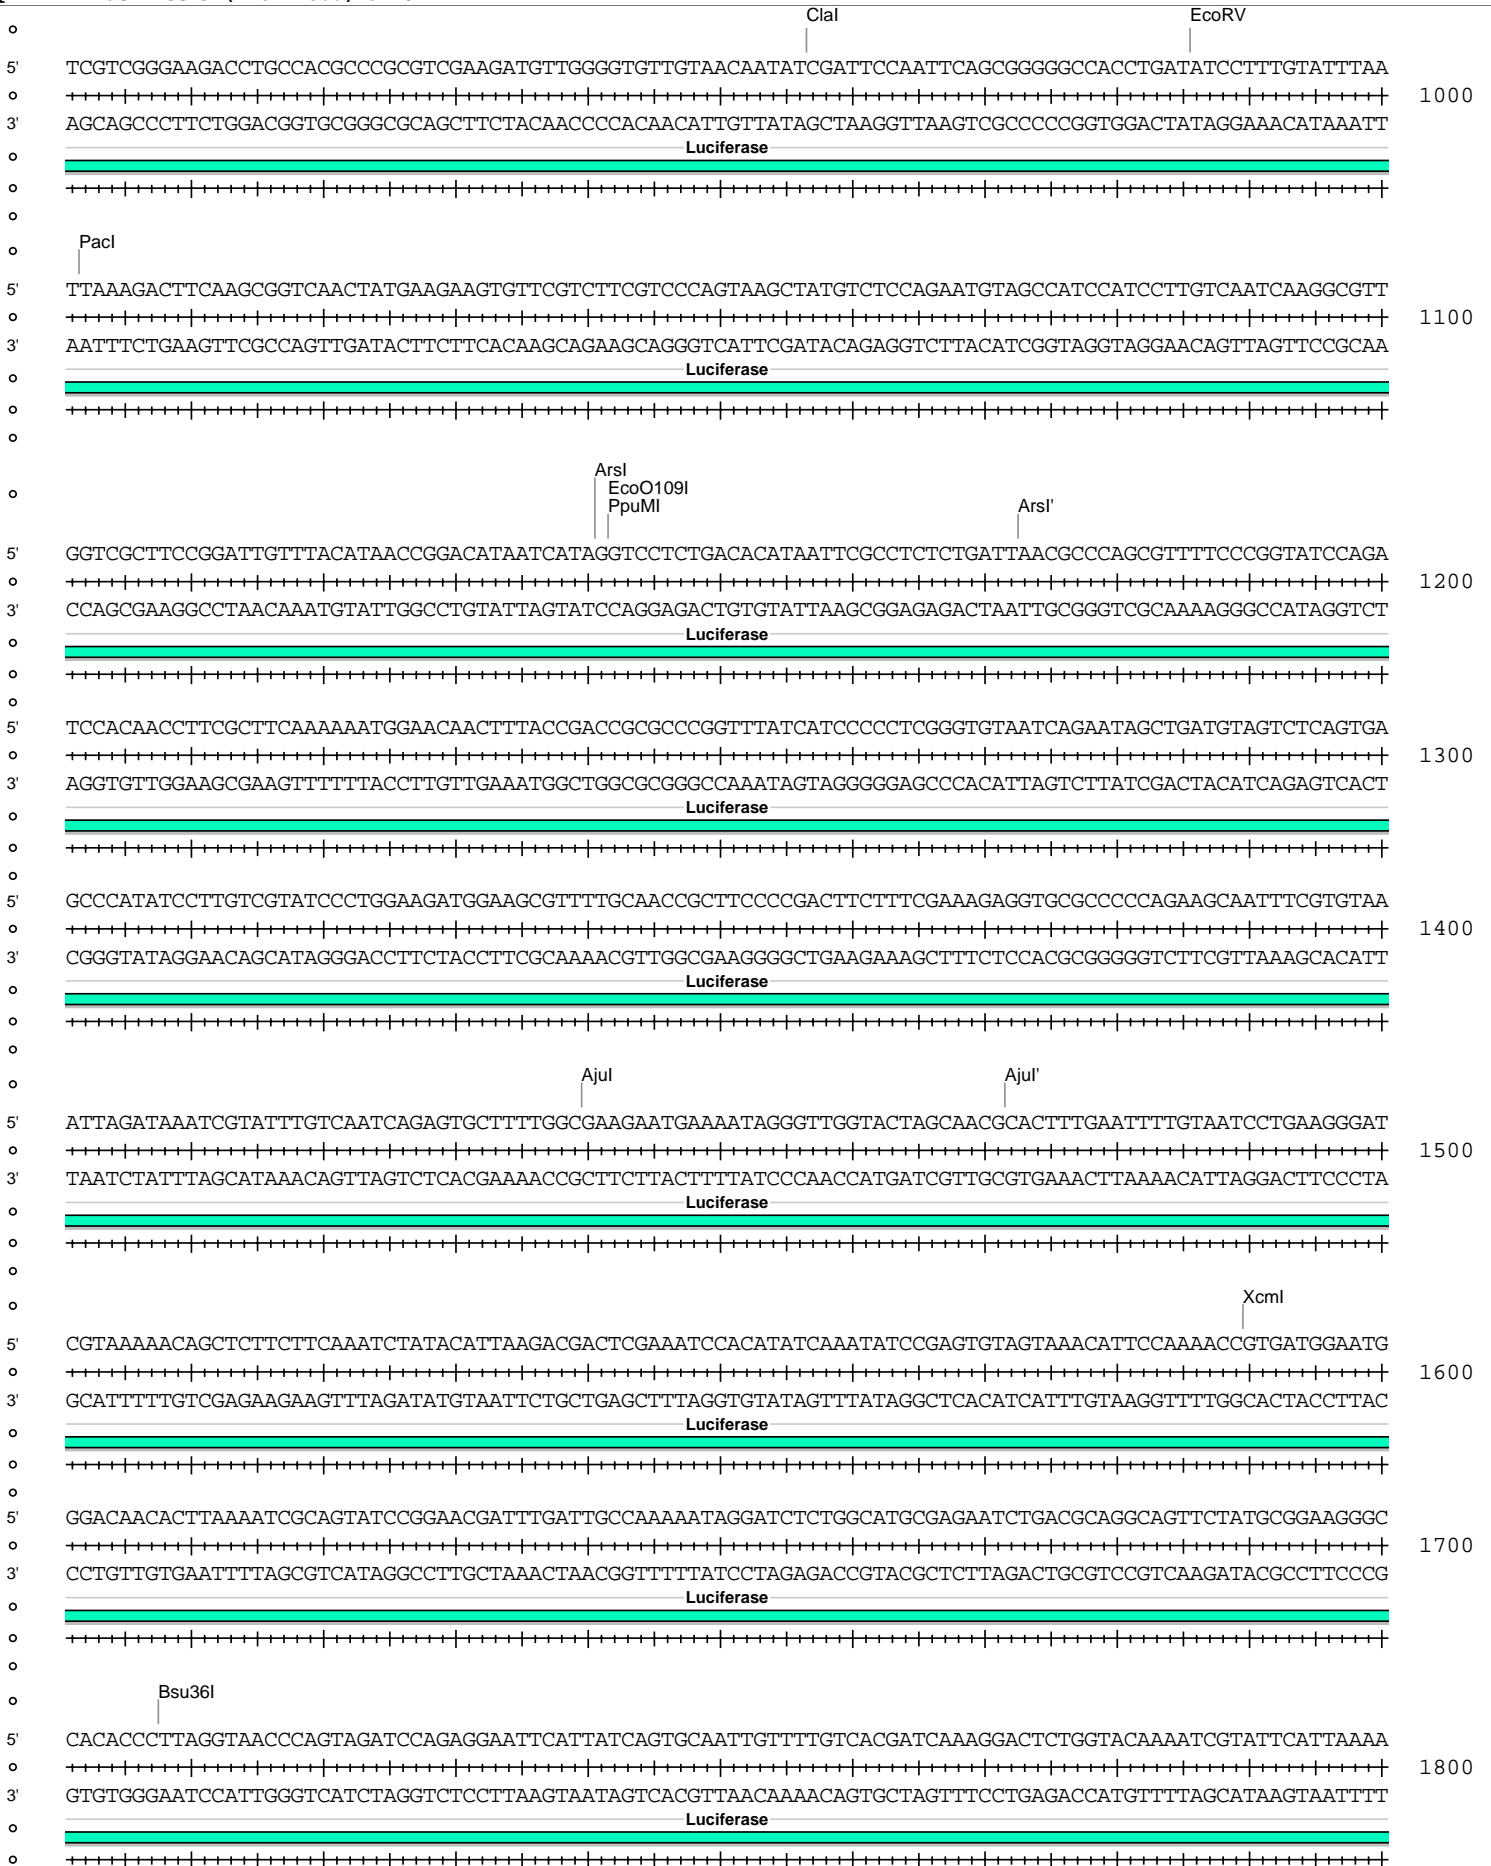 ClaI EcoRV
5' TCGTCGGGAAGACCTGCCACGCCCGCGTCGAAGATGTTGGGGTGTTGTAACAATATCGATTCCAATTCAGCGGGGGCCACCTGATATCCTTTGTATTTAA
1000
3' AGCAGCCCTTCTGGACGGTGCGGGCGCAGCTTCTACAACCCCACAACATTGTTATAGCTAAGGTTAAGTCGCCCCCGGTGGACTATAGGAAACATAAATT
Luciferase
PacI
5' TTAAAGACTTCAAGCGGTCAACTATGAAGAAGTGTTCGTCTTCGTCCCAGTAAGCTATGTCTCCAGAATGTAGCCATCCATCCTTGTCAATCAAGGCGTT
1100
3' AATTTCTGAAGTTCGCCAGTTGATACTTCTTCACAAGCAGAAGCAGGGTCATTCGATACAGAGGTCTTACATCGGTAGGTAGGAACAGTTAGTTCCGCAA
Luciferase
ArsI
EcoO109I
PpuMI ArsI'
5' GGTCGCTTCCGGATTGTTTACATAACCGGACATAATCATAGGTCCTCTGACACATAATTCGCCTCTCTGATTAACGCCCAGCGTTTTCCCGGTATCCAGA
1200
3' CCAGCGAAGGCCTAACAAATGTATTGGCCTGTATTAGTATCCAGGAGACTGTGTATTAAGCGGAGAGACTAATTGCGGGTCGCAAAAGGGCCATAGGTCT
Luciferase
5' TCCACAACCTTCGCTTCAAAAAATGGAACAACTTTACCGACCGCGCCCGGTTTATCATCCCCCTCGGGTGTAATCAGAATAGCTGATGTAGTCTCAGTGA
1300
3' AGGTGTTGGAAGCGAAGTTTTTTACCTTGTTGAAATGGCTGGCGCGGGCCAAATAGTAGGGGGAGCCCACATTAGTCTTATCGACTACATCAGAGTCACT
Luciferase
5' GCCCATATCCTTGTCGTATCCCTGGAAGATGGAAGCGTTTTGCAACCGCTTCCCCGACTTCTTTCGAAAGAGGTGCGCCCCCAGAAGCAATTTCGTGTAA
1400
3' CGGGTATAGGAACAGCATAGGGACCTTCTACCTTCGCAAAACGTTGGCGAAGGGGCTGAAGAAAGCTTTCTCCACGCGGGGGTCTTCGTTAAAGCACATT
Luciferase
AjuI AjuI'
5' ATTAGATAAATCGTATTTGTCAATCAGAGTGCTTTTGGCGAAGAATGAAAATAGGGTTGGTACTAGCAACGCACTTTGAATTTTGTAATCCTGAAGGGAT
1500
3' TAATCTATTTAGCATAAACAGTTAGTCTCACGAAAACCGCTTCTTACTTTTATCCCAACCATGATCGTTGCGTGAAACTTAAAACATTAGGACTTCCCTA
Luciferase
XcmI
5' CGTAAAAACAGCTCTTCTTCAAATCTATACATTAAGACGACTCGAAATCCACATATCAAATATCCGAGTGTAGTAAACATTCCAAAACCGTGATGGAATG
1600
3' GCATTTTTGTCGAGAAGAAGTTTAGATATGTAATTCTGCTGAGCTTTAGGTGTATAGTTTATAGGCTCACATCATTTGTAAGGTTTTGGCACTACCTTAC
Luciferase
5' GGACAACACTTAAAATCGCAGTATCCGGAACGATTTGATTGCCAAAAATAGGATCTCTGGCATGCGAGAATCTGACGCAGGCAGTTCTATGCGGAAGGGC
1700
3' CCTGTTGTGAATTTTAGCGTCATAGGCCTTGCTAAACTAACGGTTTTTATCCTAGAGACCGTACGCTCTTAGACTGCGTCCGTCAAGATACGCCTTCCCG
Luciferase
Bsu36I
5' CACACCCTTAGGTAACCCAGTAGATCCAGAGGAATTCATTATCAGTGCAATTGTTTTGTCACGATCAAAGGACTCTGGTACAAAATCGTATTCATTAAAA
1800
3' GTGTGGGAATCCATTGGGTCATCTAGGTCTCCTTAAGTAATAGTCACGTTAACAAAACAGTGCTAGTTTCCTGAGACCATGTTTTAGCATAAGTAATTTT
Luciferase